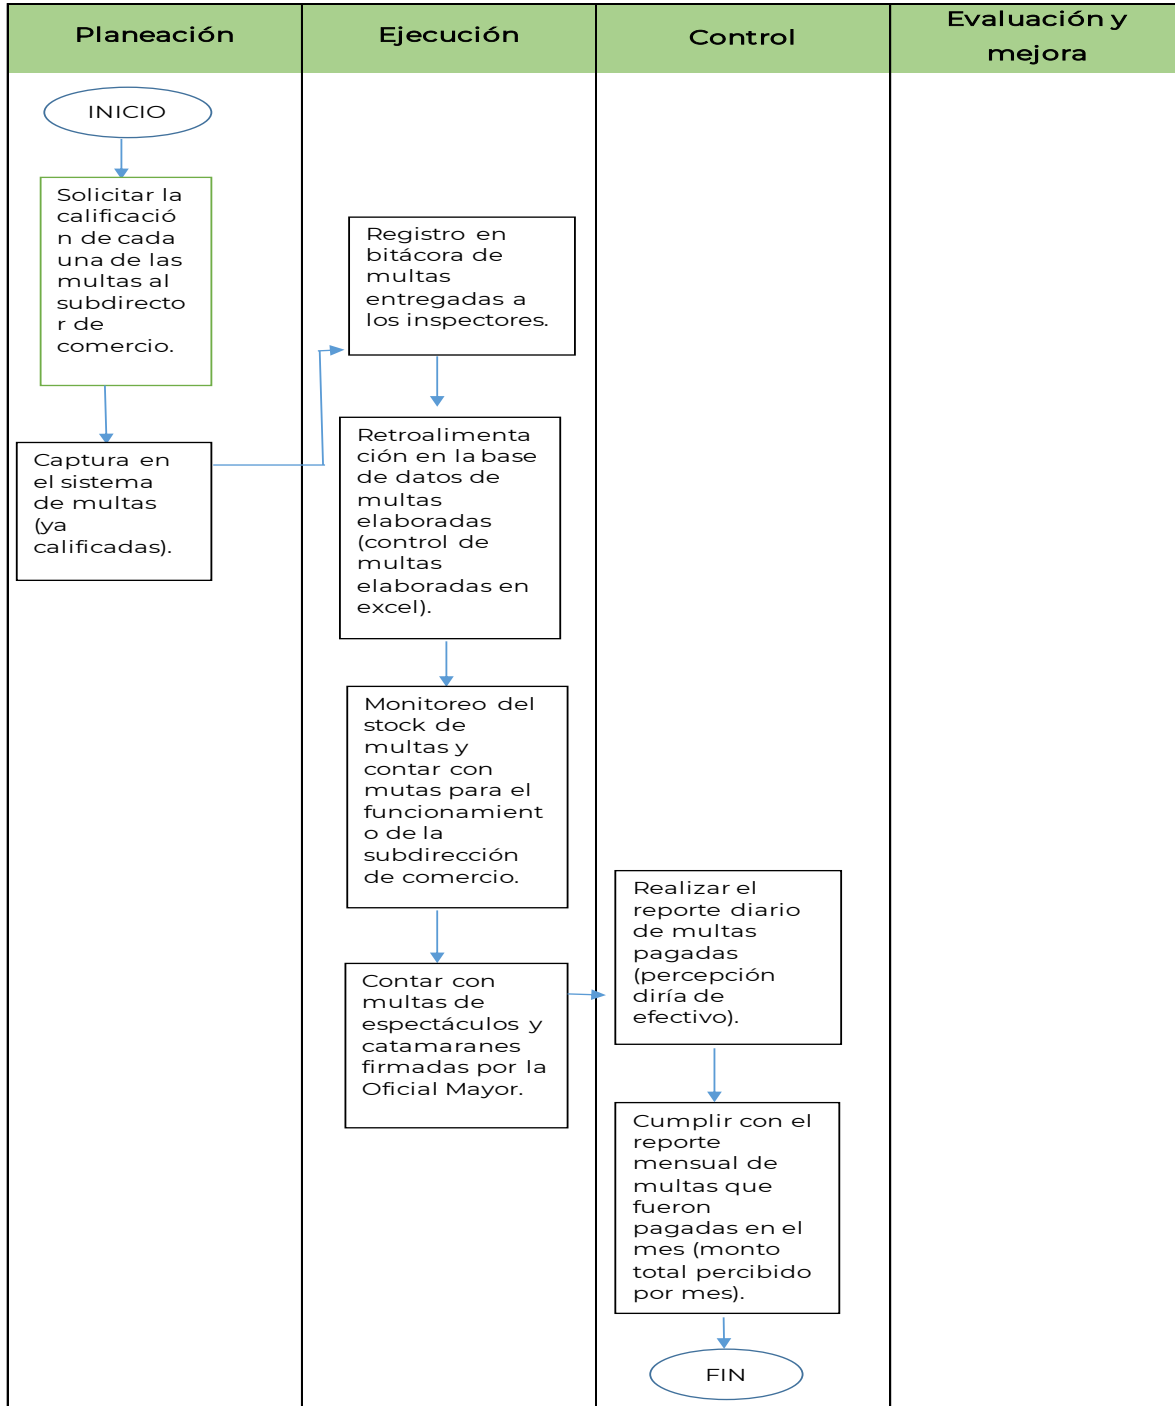 Planeación
Ejecución
Control
Evaluación y
mejora
INICIO
Solicitar la
calificació
n de cada
una de las
multas al
subdirecto
r de
comercio.
Captura en
el sistema
de multas
(ya
calificadas).
Registro en
bitácora de
multas
entregadas a
los inspectores.
Retroalimenta
ción en la base
de datos de
multas
elaboradas
(control de
multas
elaboradas en
excel).
Monitoreo del
stock de
multas y
contar con
mutas para el
funcionamient
o de la
subdirección
de comercio.
Contar con
multas de
espectáculos y
catamaranes
firmadas por la
Oficial Mayor.
Realizar el
reporte diario
de multas
pagadas
(percepción
diría de
efectivo).
Cumplir con el
reporte
mensual de
multas que
fueron
pagadas en el
mes (monto
total percibido
por mes).
FIN